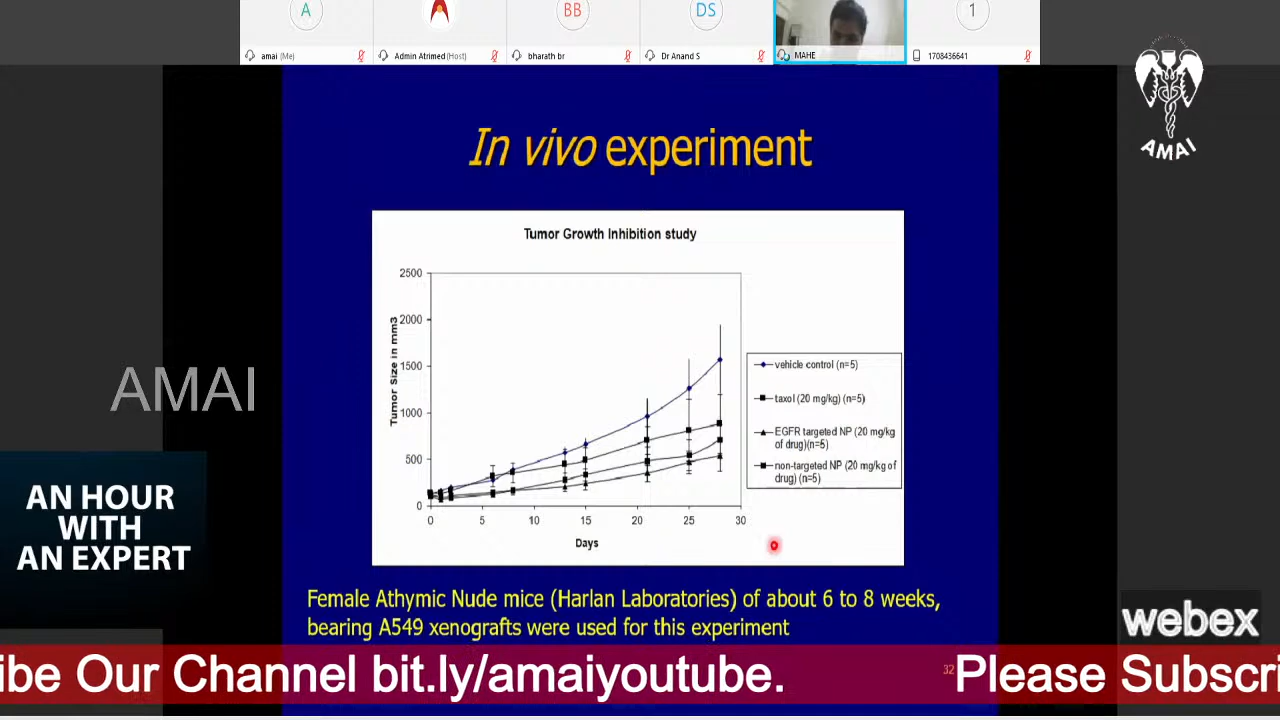 A
BB
DS
1
amai (Me)
Admin Atrimed (Host)
bharath br
Dr Anand S
MAHE
1708436641
AMAI
In vivo experiment
Tumor Growth Inhibition study
2500
2000
1500
1000
500
0
Tumor Size in mm3
0 5 10 15 20 25 30
Days
vehicle control (n=5)
taxol (20 mg/kg) (n=5)
EGFR targeted NP (20 mg/kg
of drug)(n=5)
non-targeted NP (20 mg/kg of
drug) (n=5)
AMAI
AN HOUR
WITH
AN EXPERT
Female Athymic Nude mice (Harlan Laboratories) of about 6 to 8 weeks,
bearing A549 xenografts were used for this experiment
webex
32
ibe Our Channel bit.ly/amaiyoutube. Please Subscri